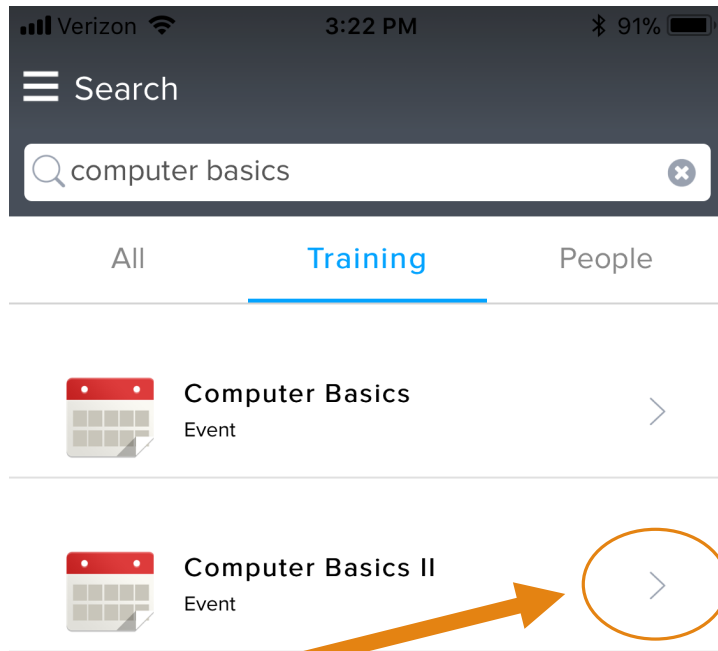 Verizon 3:22 PM 91%
Search
computer basics
All Training People
Computer Basics
Event
Computer Basics II
Event